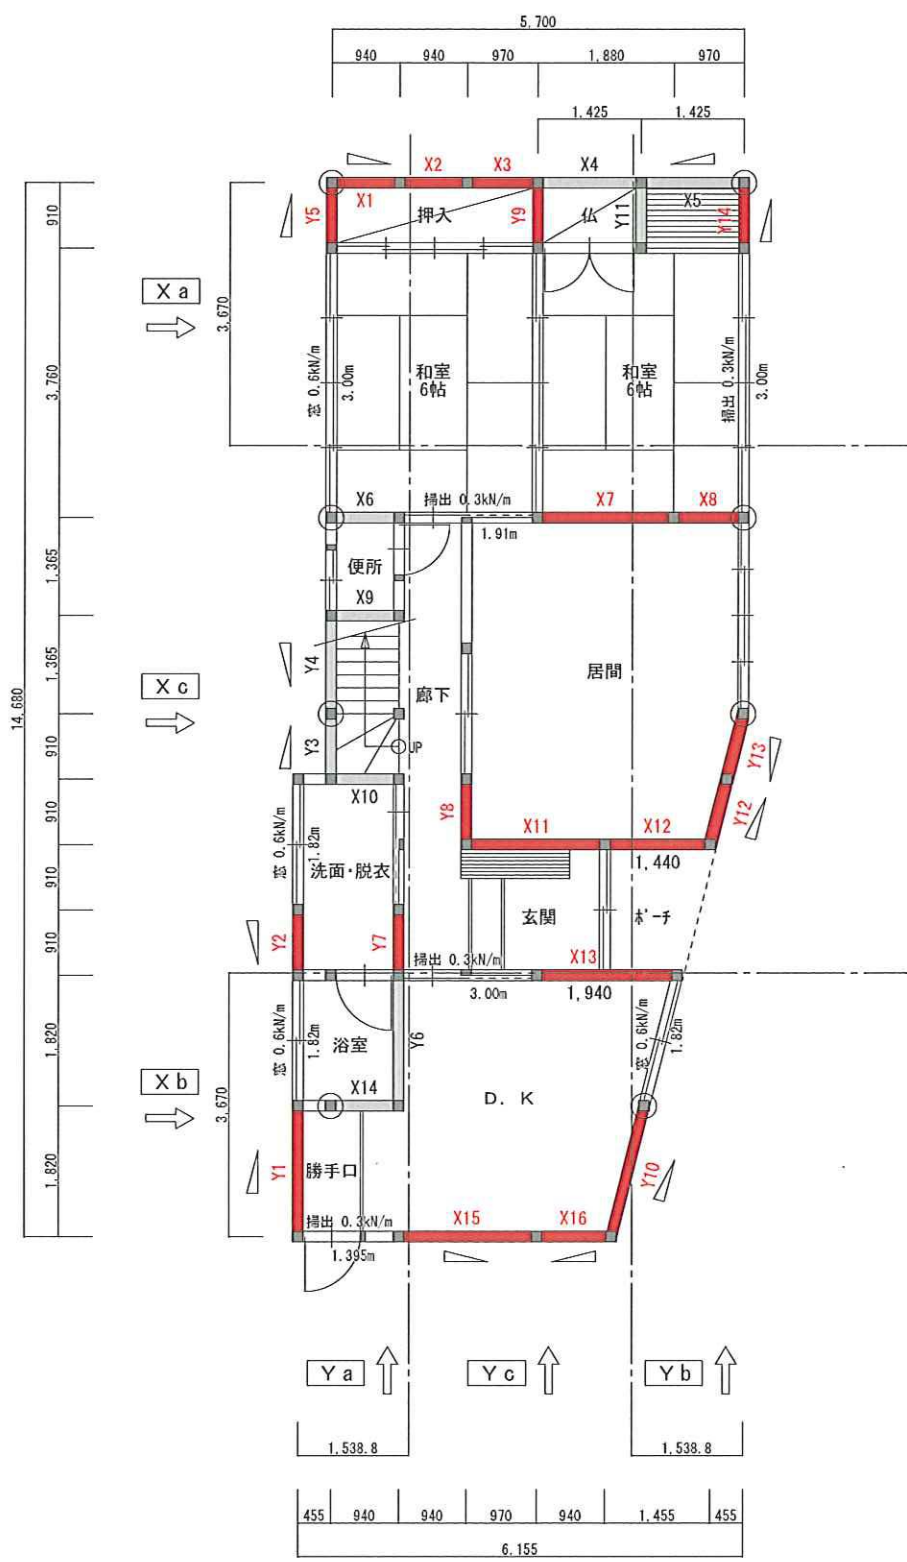 5.700
940 940 970 1,880 970
1.425 1.425
X2 X3 X4
X1 X5
Y5 押入 Y9 仏 Y11 Y14
910
X a
3,670
3,760
窓 0.6kN/m
3.00m
和室
6帖
和室
6帖
掃出 0.3kN/m
3.00m
X6 掃出 0.3kN/m X7 X8
1.91m
1,365
便所
X9
1,365
Y4
居間
廊下
14,680
X c
910
Y3
UP
Y13
910
X10
Y8 X11 X12 Y12
窓 0.6kN/m
1.82m
洗面・脱衣
1,440
910
玄関 ポーチ
910
Y2 Y7
掃出 0.3kN/m X13
3.00m 1,940
1,820
窓 0.6kN/m
1.82m
浴室 Y6
窓 0.6kN/m
1.82m
X b
X14
D. K
3,670
1,820
Y1 勝手口 Y10
掃出 0.3kN/m X15 X16
1.395m
Y a Y c Y b
1,538.8 1,538.8
455 940 940 970 940 1,455 455
6.155